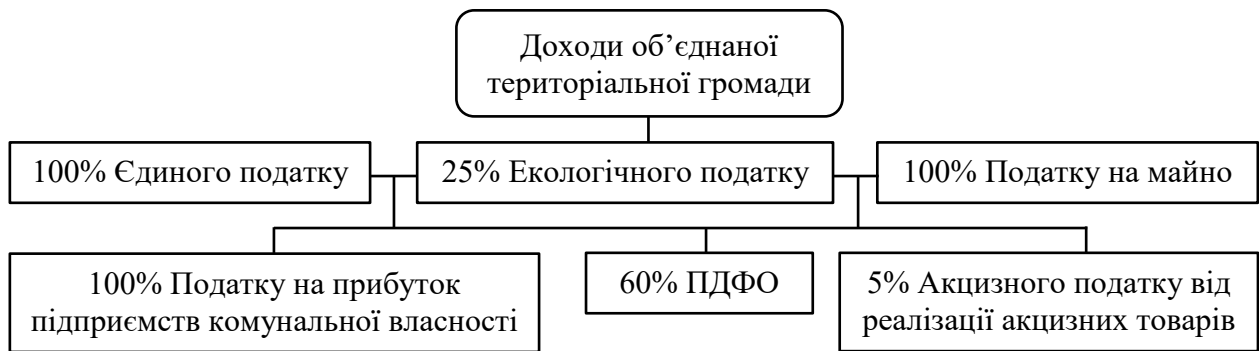 Доходи об’єднаної
територіальної громади
100% Єдиного податку
25% Екологічного податку
100% Податку на майно
100% Податку на прибуток
підприємств комунальної власності
60% ПДФО
5% Акцизного податку від
реалізації акцизних товарів